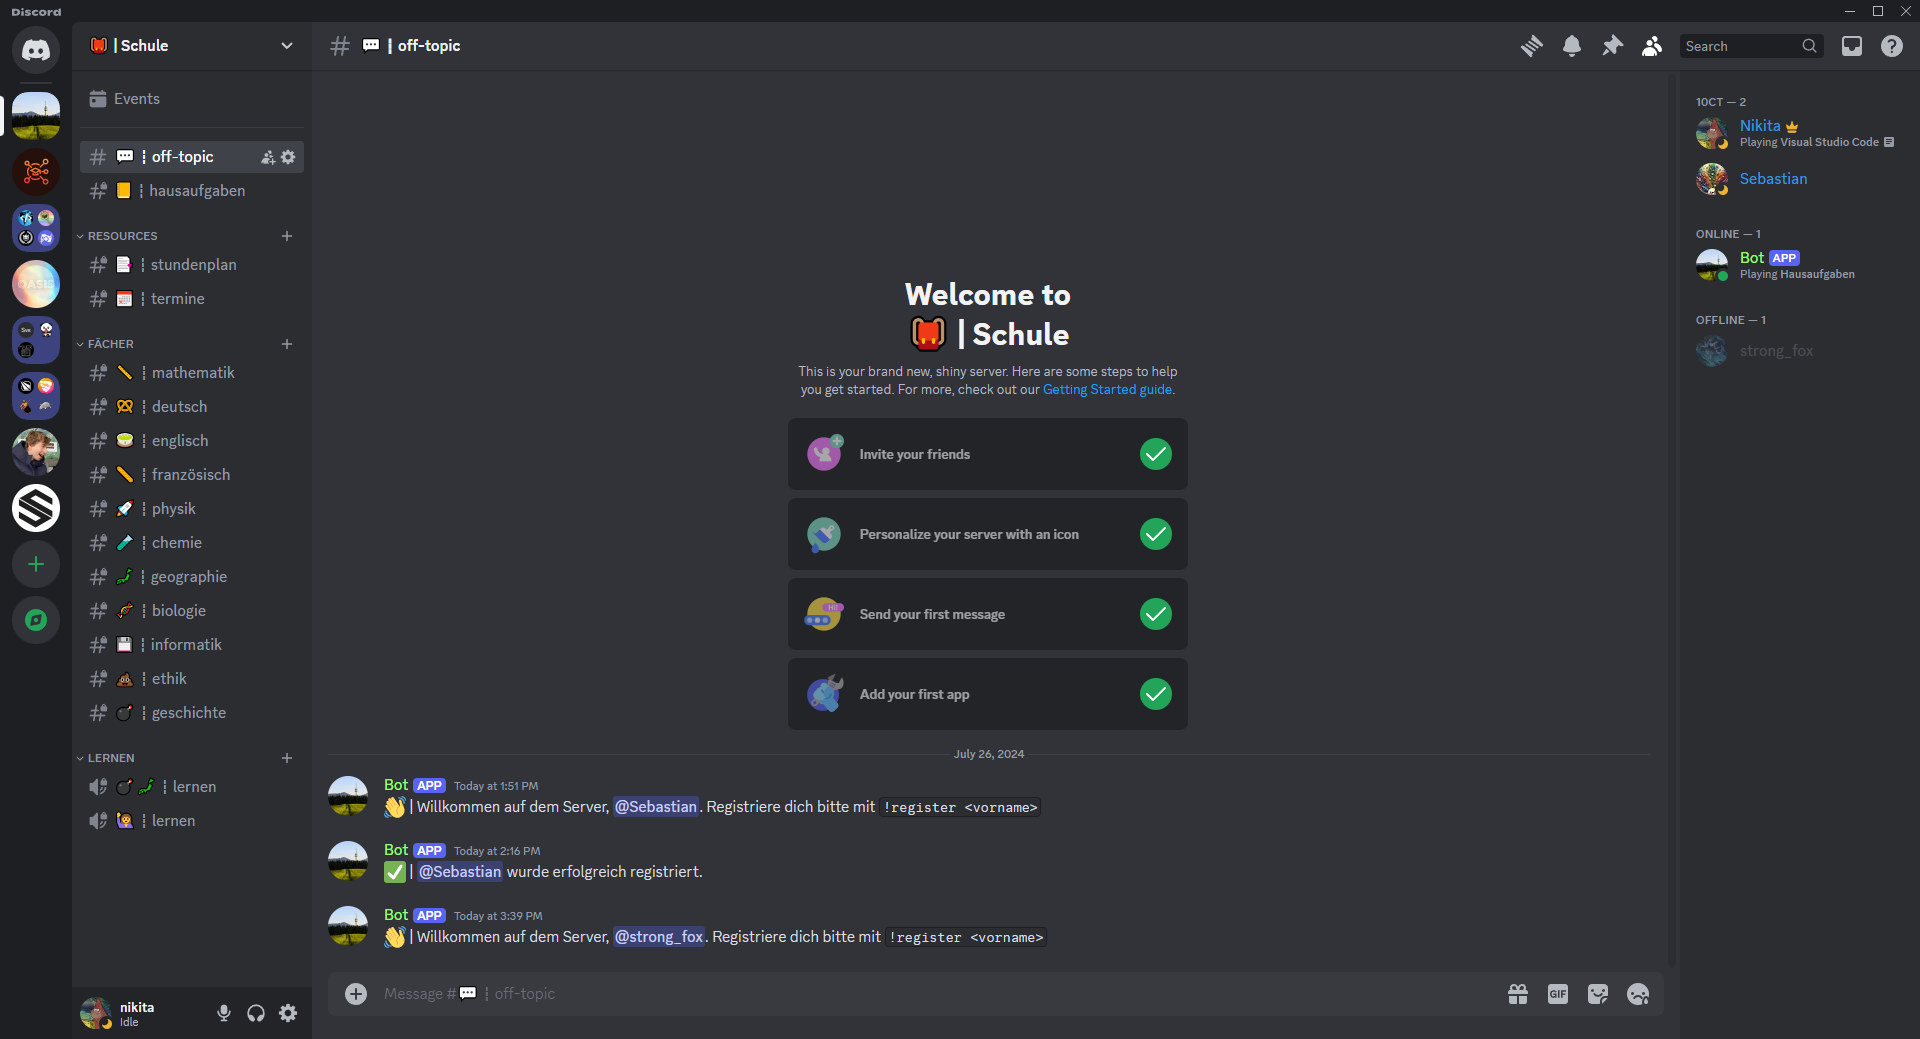 Discord
| Schule
Events
¦ off-topic
¦ hausaufgaben
RESOURCES
¦ stundenplan
¦ termine
FÄCHER
¦ mathematik
¦ deutsch
¦ englisch
¦ französisch
¦ physik
¦ chemie
¦ geographie
¦ biologie
¦ informatik
¦ ethik
¦ geschichte
LERNEN
¦ lernen
¦ lernen
nikita
Idle
| off-topic
Search
Welcome to
| Schule
This is your brand new, shiny server. Here are some steps to help
you get started. For more, check out our Getting Started guide.
Invite your friends
Personalize your server with an icon
Hi!
Send your first message
Add your first app
July 26, 2024
Bot APP Today at 1:51 PM
👋 | Willkommen auf dem Server, @Sebastian. Registriere dich bitte mit !register <vorname>
Bot APP Today at 2:16 PM
✅ | @Sebastian wurde erfolgreich registriert.
Bot APP Today at 3:39 PM
👋 | Willkommen auf dem Server, @strong_fox. Registriere dich bitte mit !register <vorname>
Message #💬 ¦ off-topic
GIF
10CT — 2
Nikita
Playing Visual Studio Code
Sebastian
ONLINE — 1
Bot APP
Playing Hausaufgaben
OFFLINE — 1
strong_fox